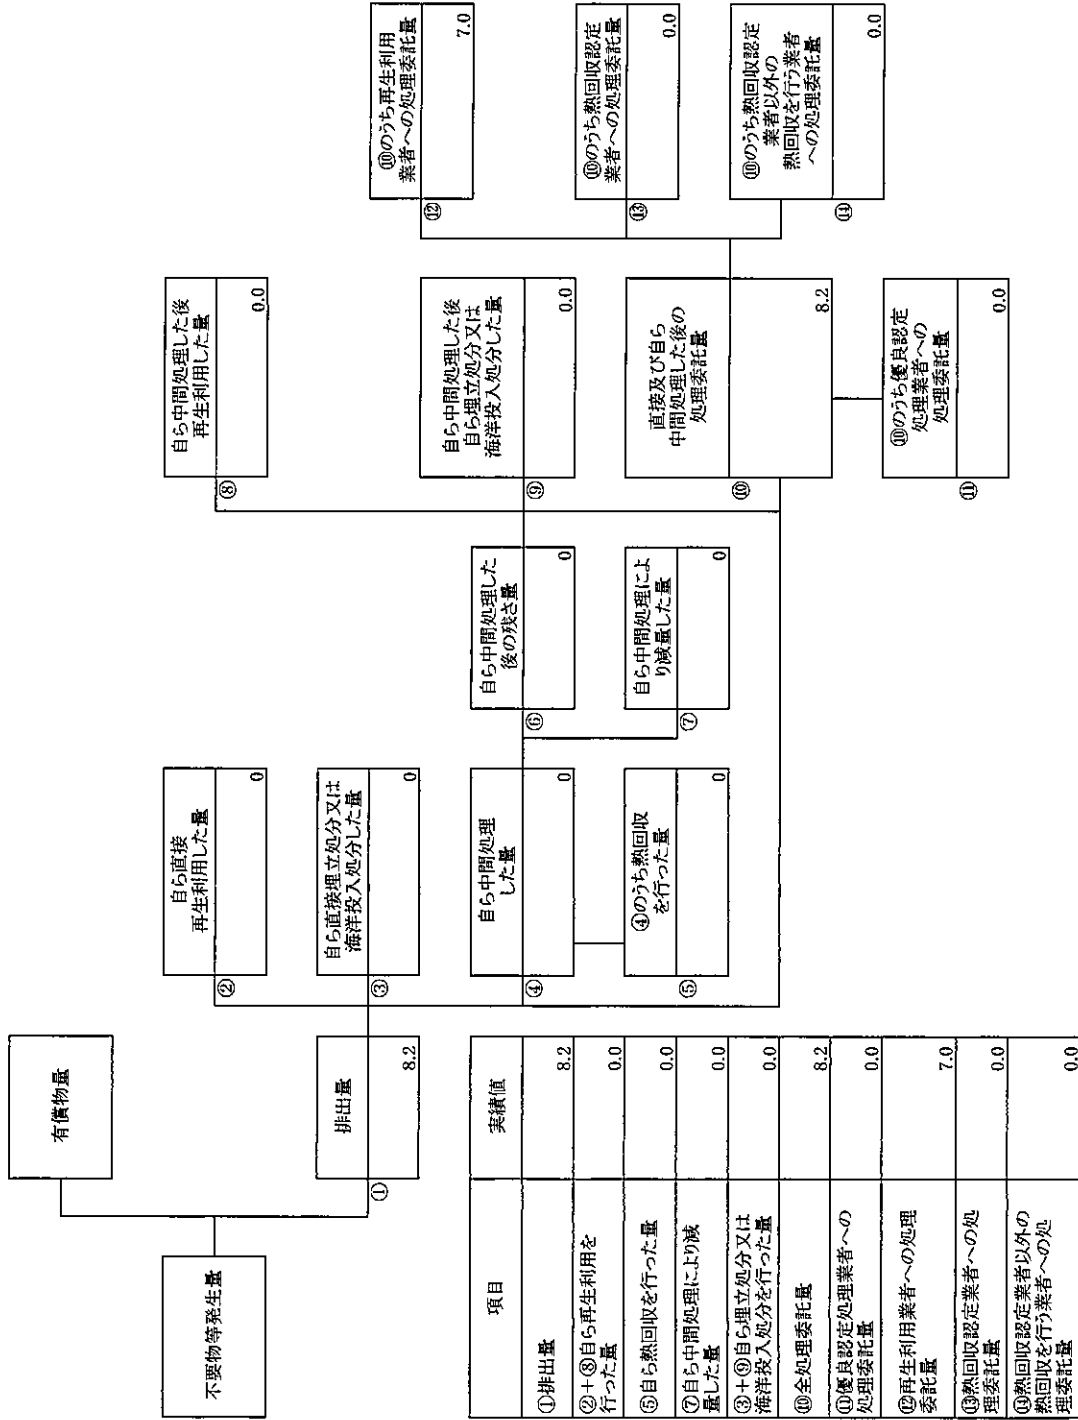 不要物等発生量
有償物量
①
排出量
8.2
②
自ら直接
再生利用した量
0
③
自ら直接埋立処分又は
海洋投入処分した量
0
④
自ら中間処理
した量
0
⑤
④のうち熱回収
を行った量
0
⑥
自ら中間処理した
後の残さ量
0
⑦
自ら中間処理によ
り減量した量
0
⑧
自ら中間処理した後
再生利用した量
0.0
⑨
自ら中間処理した後
自ら埋立処分又は
海洋投入処分した量
0.0
⑩
直接及び自ら
中間処理した後の
処理委託量
8.2
⑪
⑩のうち優良認定
処理業者への
処理委託量
0.0
⑫
⑩のうち再生利用
業者への処理委託量
7.0
⑬
⑩のうち熱回収認定
業者への処理委託量
0.0
⑭
⑩のうち熱回収認定
業者以外の
熱回収を行う業者
への処理委託量
0.0
項目 実績値
①排出量 8.2
②+⑧自ら再生利用を
行った量 0.0
⑤自ら熱回収を行った量 0.0
⑦自ら中間処理により減
量した量 0.0
③+⑨自ら埋立処分又は
海洋投入処分を行った量 0.0
⑩全処理委託量 8.2
⑪優良認定処理業者への
処理委託量 0.0
⑫再生利用業者への処理
委託量 7.0
⑬熱回収認定業者への処
理委託量 0.0
⑭熱回収認定業者以外の
熱回収を行う業者への処
理委託量 0.0